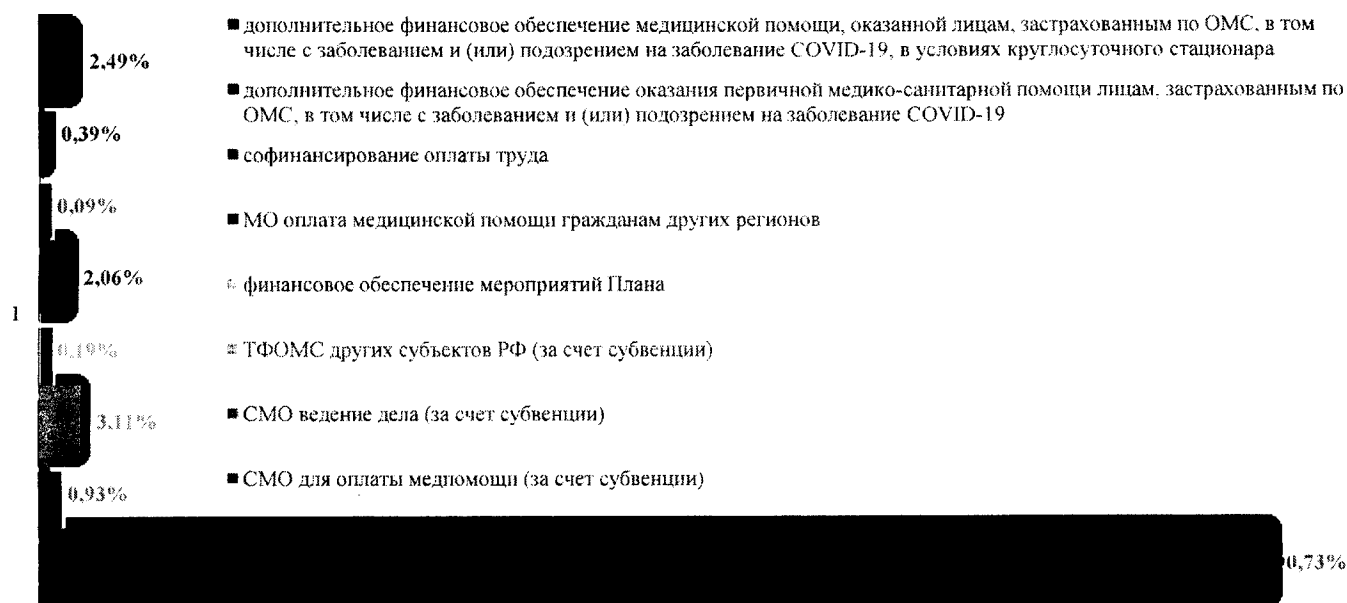 дополнительное финансовое обеспечение медицинской помощи, оказанной лицам, застрахованным по ОМС, в том
числе с заболеванием и (или) подозрением на заболевание COVID-19, в условиях круглосуточного стационара
2,49%
дополнительное финансовое обеспечение оказания первичной медико-санитарной помощи лицам, застрахованным по
ОМС, в том числе с заболеванием и (или) подозрением на заболевание COVID-19
0,39%
софинансирование оплаты труда
0,09%
МО оплата медицинской помощи гражданам других регионов
2,06%
финансовое обеспечение мероприятий Плана
1
0,19%
ТФОМС других субъектов РФ (за счет субвенции)
3,11%
СМО ведение дела (за счет субвенции)
0,93%
СМО для оплаты медпомощи (за счет субвенции)
90,73%